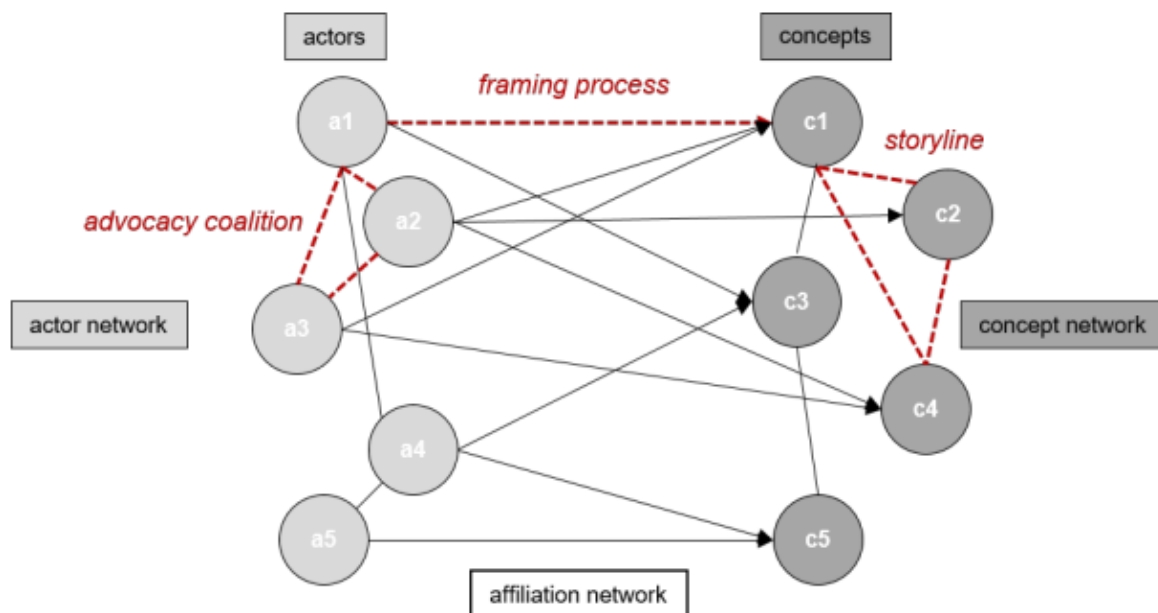 actors
concepts
framing process
a1
c1
storyline
advocacy coalition
a2
c2
actor network
a3
c3
concept network
c4
a4
a5
c5
affiliation network